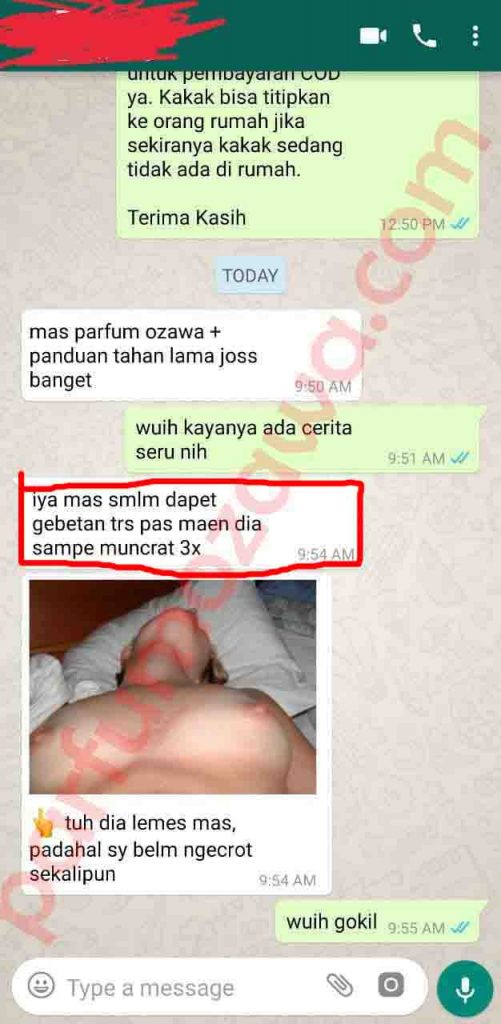 untuk pembayaran COD
ya. Kakak bisa titipkan
ke orang rumah jika
sekiranya kakak sedang
tidak ada di rumah.
Terima Kasih
12.50 PM
TODAY
mas parfum ozawa +
panduan tahan lama joss
banget
9:50 AM
wuih kayanya ada cerita
seru nih
9:51 AM
iya mas smlm dapet
gebetan trs pas maen dia
sampe muncrat 3x
9:54 AM
tuh dia lemes mas,
padahal sy belm ngecrot
sekalipun
9:54 AM
wuih gokil
9:55 AM
Type a message
parfumozawa.com